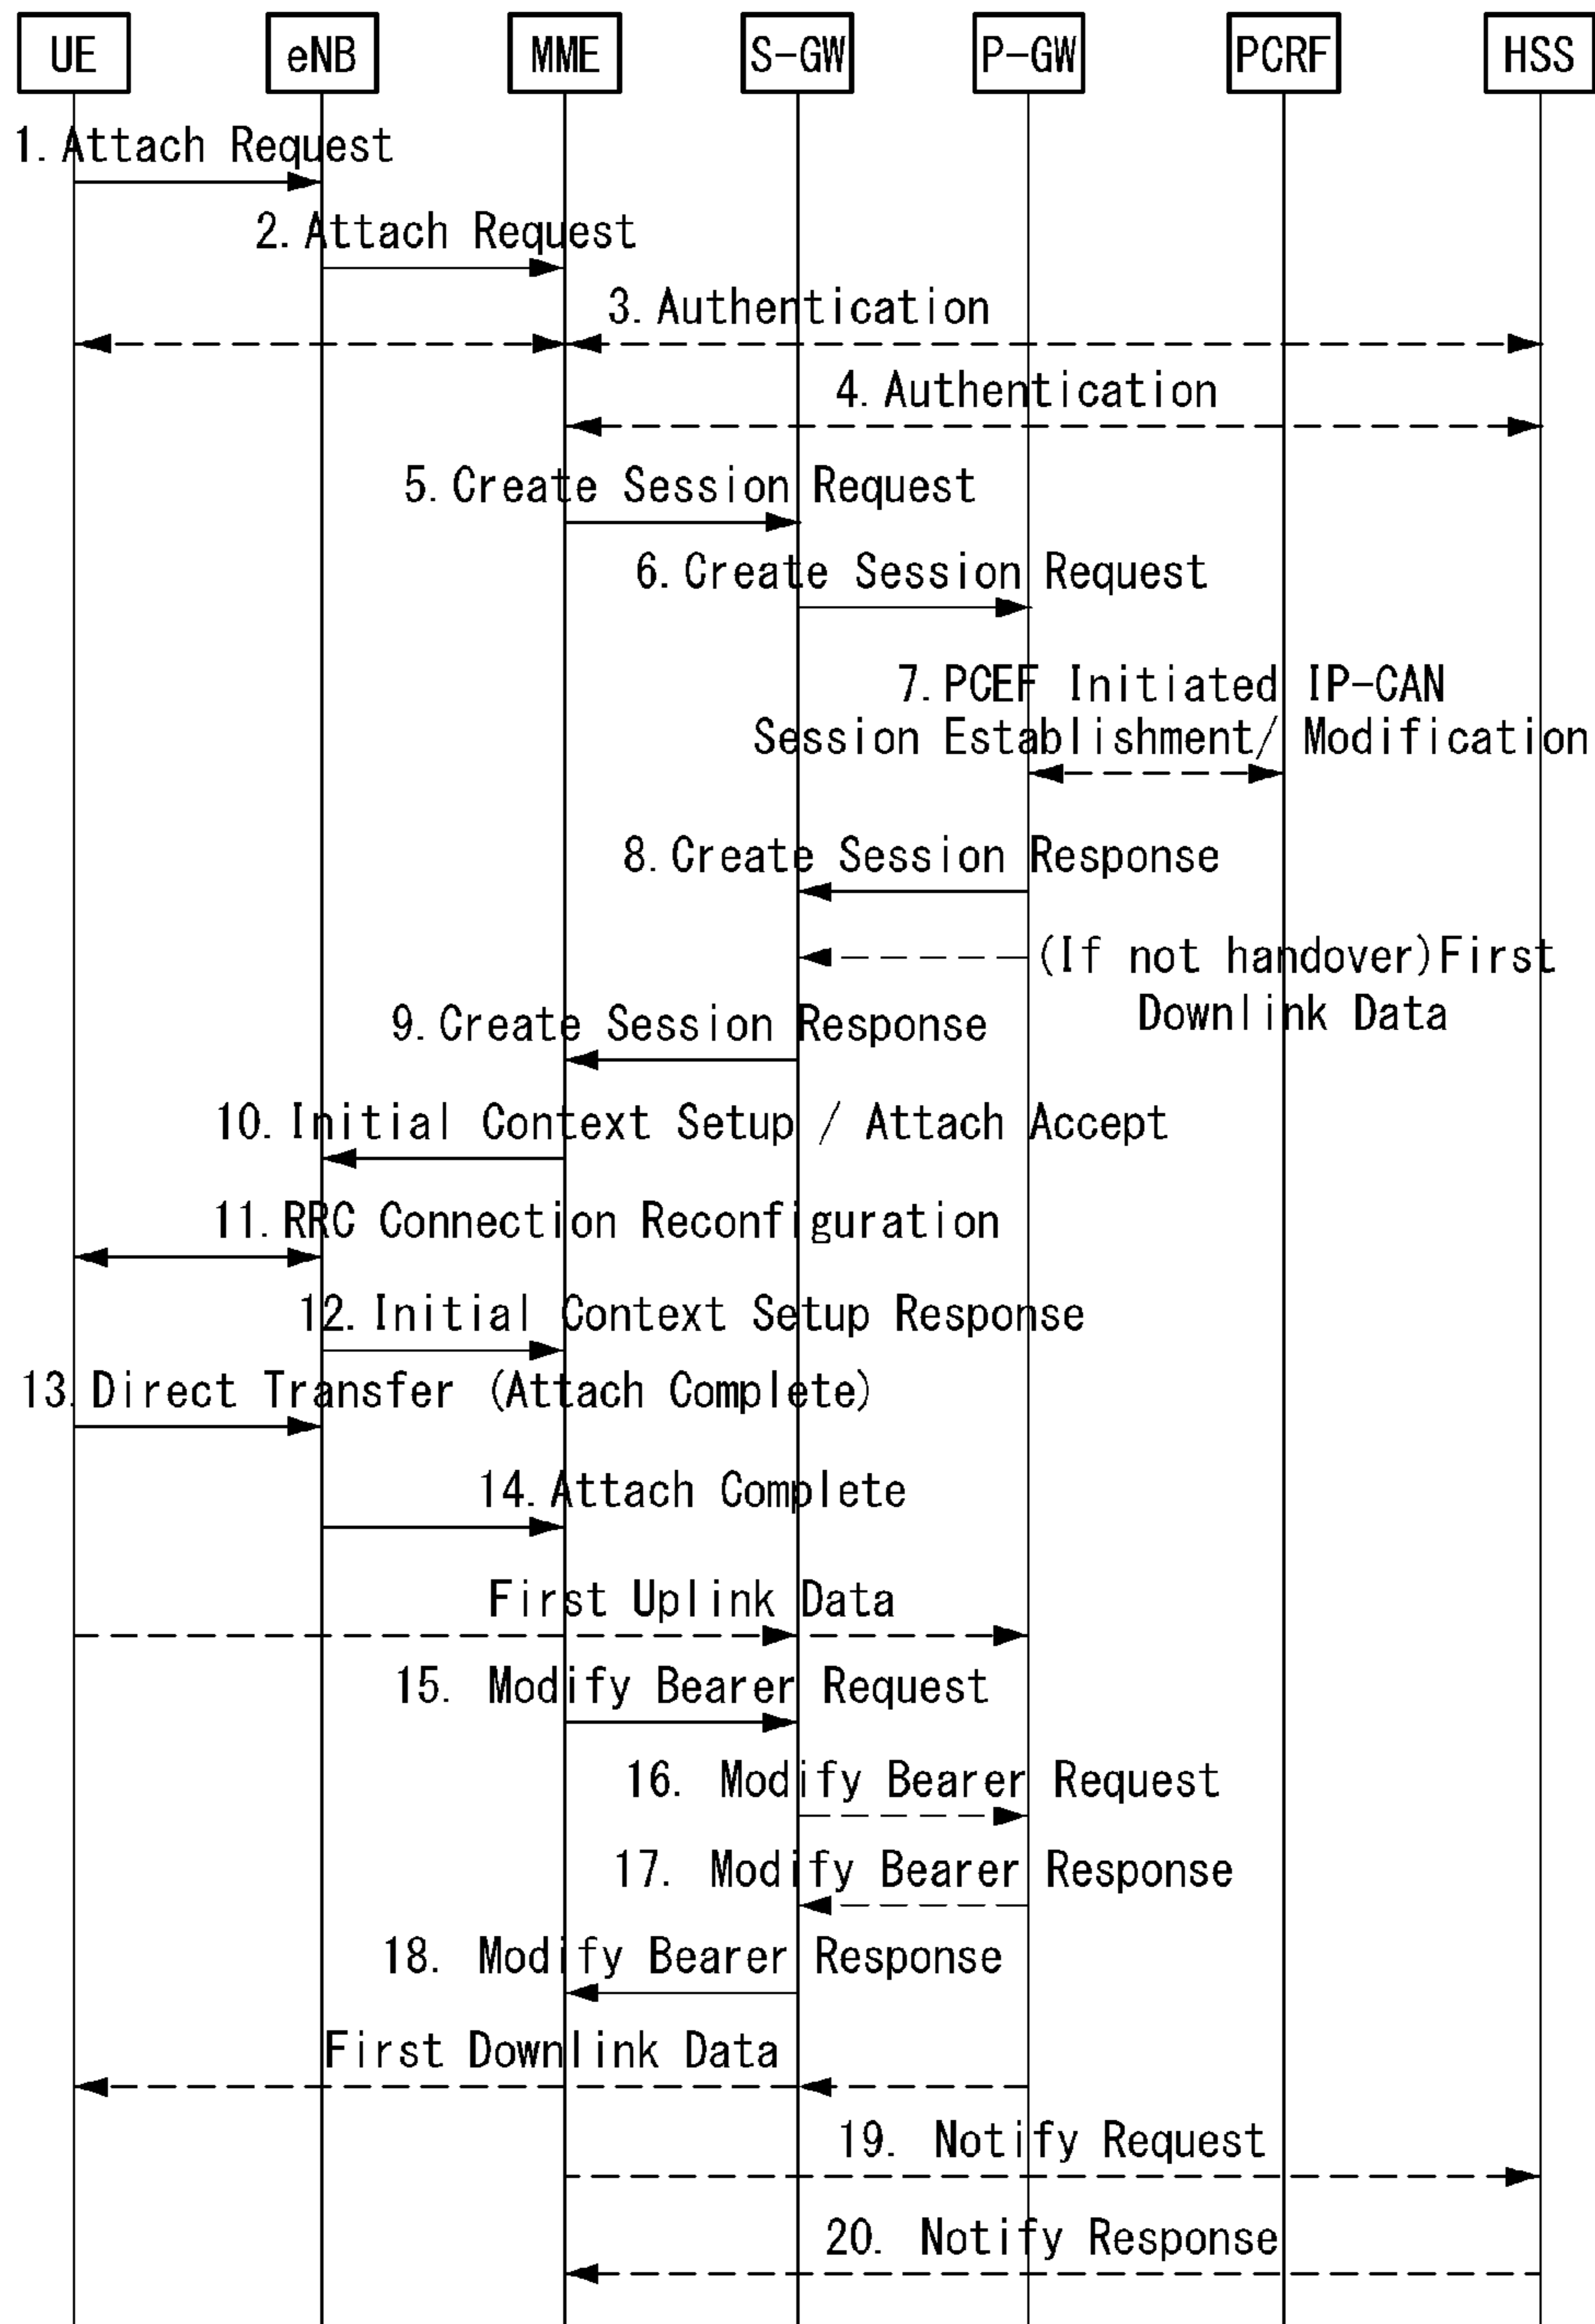 UE eNB MME S-GW P-GW PCRF HSS
1.Attach Request
2.Attach Request
3.Authentication
4.Authentication
5.Create Session Request
6.Create Session Request
7.PCEF Initiated IP-CAN
Session Establishment/ Modification
8.Create Session Response
(If not handover)First
Downlink Data
9.Create Session Response
10.Initial Context Setup / Attach Accept
11.RRC Connection Reconfiguration
12.Initial Context Setup Response
13.Direct Transfer (Attach Complete)
14.Attach Complete
First Uplink Data
15. Modify Bearer Request
16. Modify Bearer Request
17. Modify Bearer Response
18. Modify Bearer Response
First Downlink Data
19. Notify Request
20. Notify Response